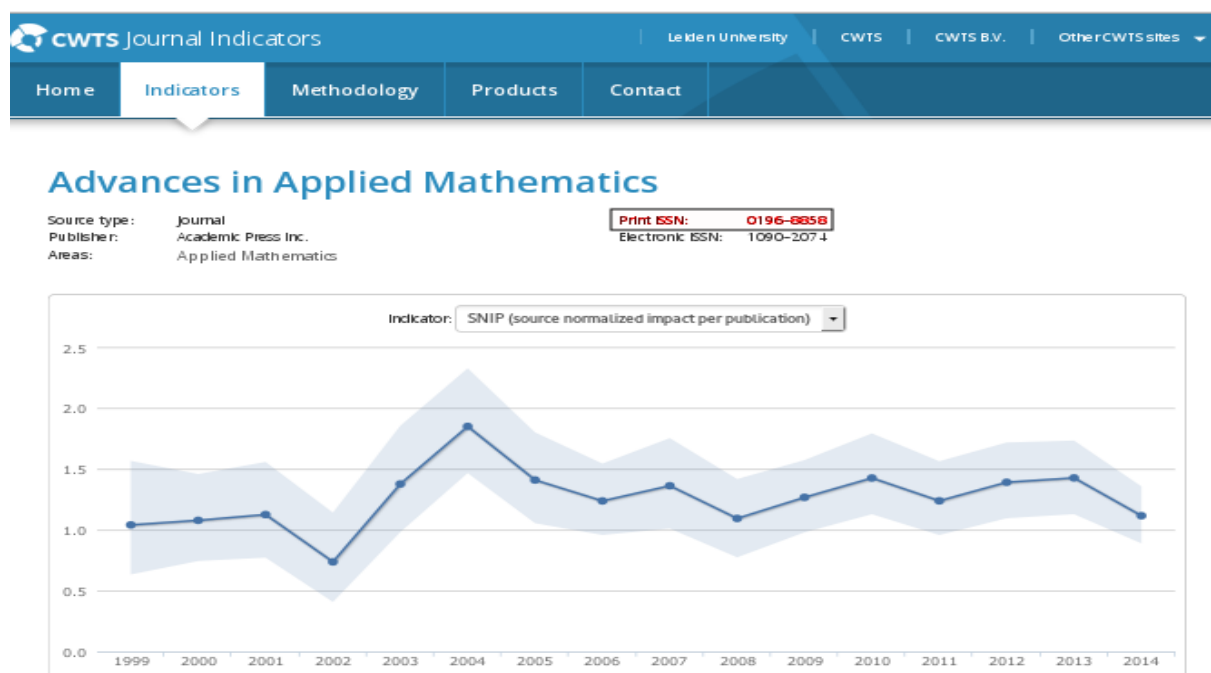 CWTS Journal Indicators
Leiden University | CWTS | CWTS B.V. | Other CWTS sites
Home Indicators Methodology Products Contact
Advances in Applied Mathematics
Source type: Journal
Publisher: Academic Press Inc.
Areas: Applied Mathematics
Print ISSN: 0196-8858
Electronic ISSN: 1090-2074
Indicator: SNIP (source normalized impact per publication)
2.5
2.0
1.5
1.0
0.5
0.0
1999 2000 2001 2002 2003 2004 2005 2006 2007 2008 2009 2010 2011 2012 2013 2014